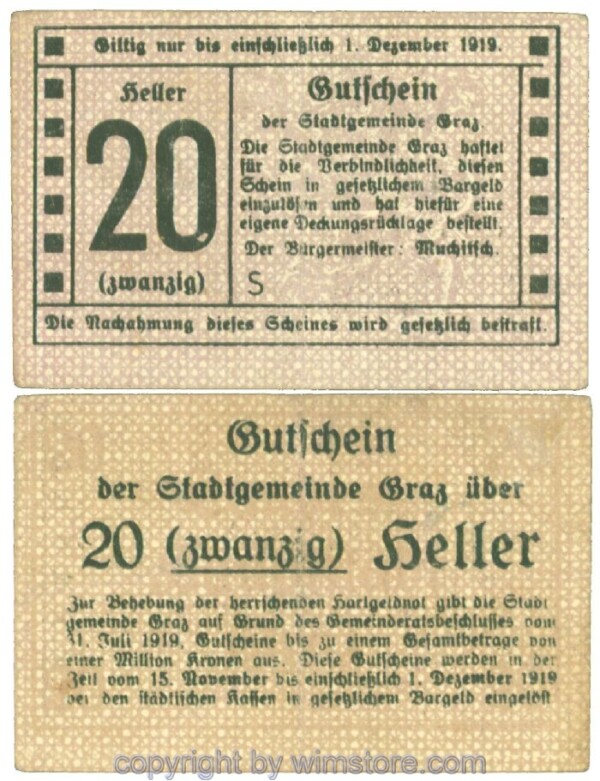 Giltig nur bis einschließlich 1. Dezember 1919.
Heller
20
(zwanzig)
Gutschein
der Stadtgemeinde Graz.
Die Stadtgemeinde Graz haftet
für die Verbindlichkeit, diesen
Schein in gesetzlichem Bargeld
einzulösen und hat hiefür eine
eigene Deckungsrücklage bestellt.
Der Bürgermeister: Muchitsch.
S
Die Nachahmung dieses Scheines wird gesetzlich bestraft.
Gutschein
der Stadtgemeinde Graz über
20 (zwanzig) Heller
Zur Behebung der herrschenden Hartgeldnot gibt die Stadt
gemeinde Graz auf Grund des Gemeinderatsbeschlusses vom
31. Juli 1919, Gutscheine bis zu einem Gesamtbetrage von
einer Million Kronen aus. Diese Gutscheine werden in der
Zeit vom 15. November bis einschließlich 1. Dezember 1919
bei den städtischen Kassen in gesetzlichem Bargeld eingelöst
copyright by wimstore.com